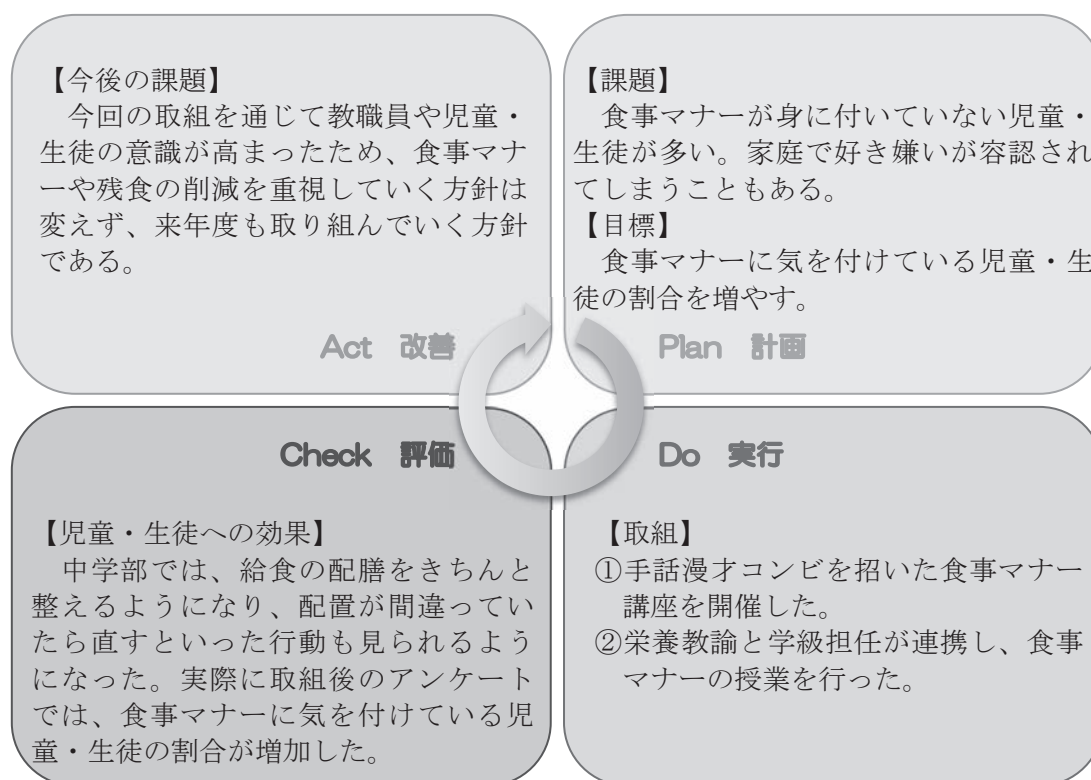 【今後の課題】
今回の取組を通じて教職員や児童・
生徒の意識が高まったため、食事マナ
ーや残食の削減を重視していく方針は
変えず、来年度も取り組んでいく方針
である。
Act 改善
【課題】
食事マナーが身に付いていない児童・
生徒が多い。家庭で好き嫌いが容認され
てしまうこともある。
【目標】
食事マナーに気を付けている児童・生
徒の割合を増やす。
Plan 計画
Check 評価
【児童・生徒への効果】
中学部では、給食の配膳をきちんと
整えるようになり、配置が間違ってい
たら直すといった行動も見られるよう
になった。実際に取組後のアンケート
では、食事マナーに気を付けている児
童・生徒の割合が増加した。
Do 実行
【取組】
①手話漫才コンビを招いた食事マナー
講座を開催した。
②栄養教諭と学級担任が連携し、食事
マナーの授業を行った。